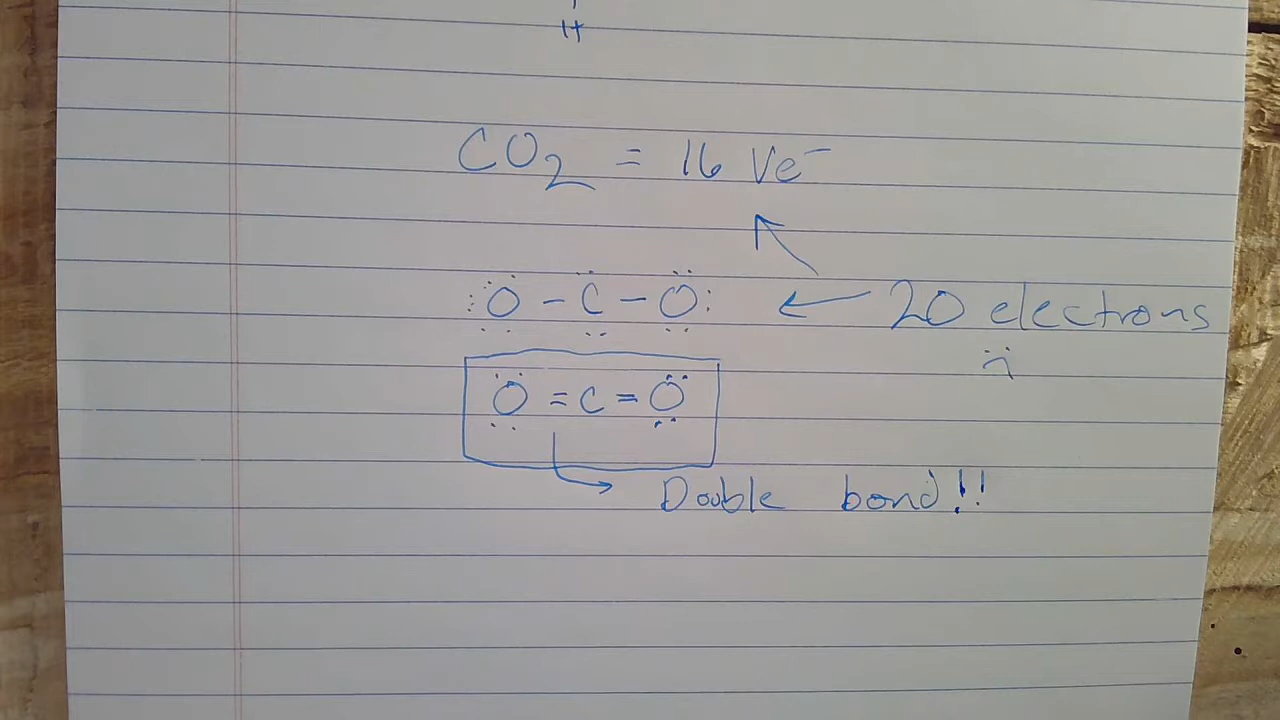 H
CO₂ = 16 Ve⁻
:Ö - C̈ - Ö: ← 20 electrons
Ö = C = Ö
Double bond!!